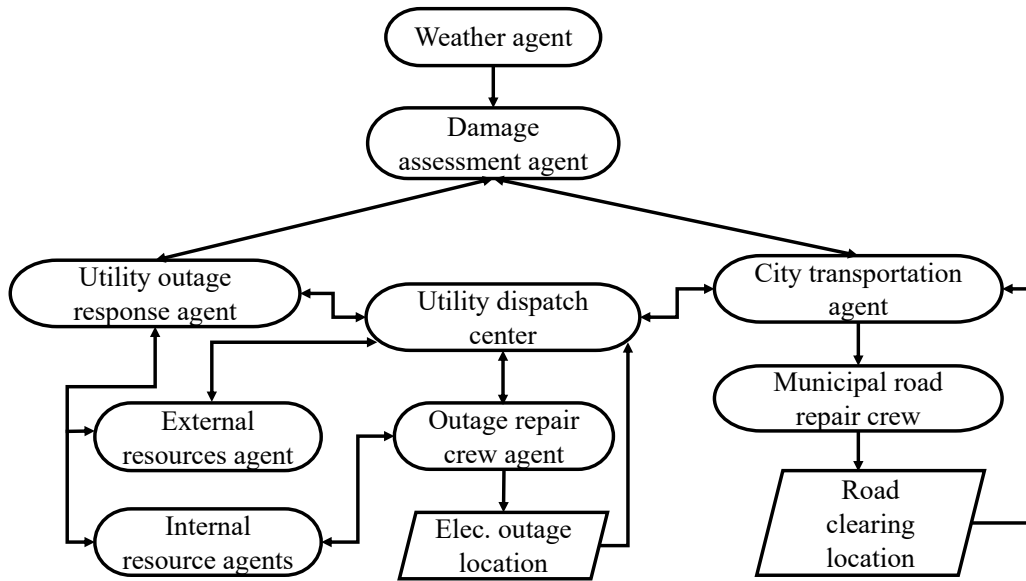 Weather agent
Damage
assessment agent
Utility outage
response agent
Utility dispatch
center
City transportation
agent
External
resources agent
Outage repair
crew agent
Municipal road
repair crew
Internal
resource agents
Elec. outage
location
Road
clearing
location